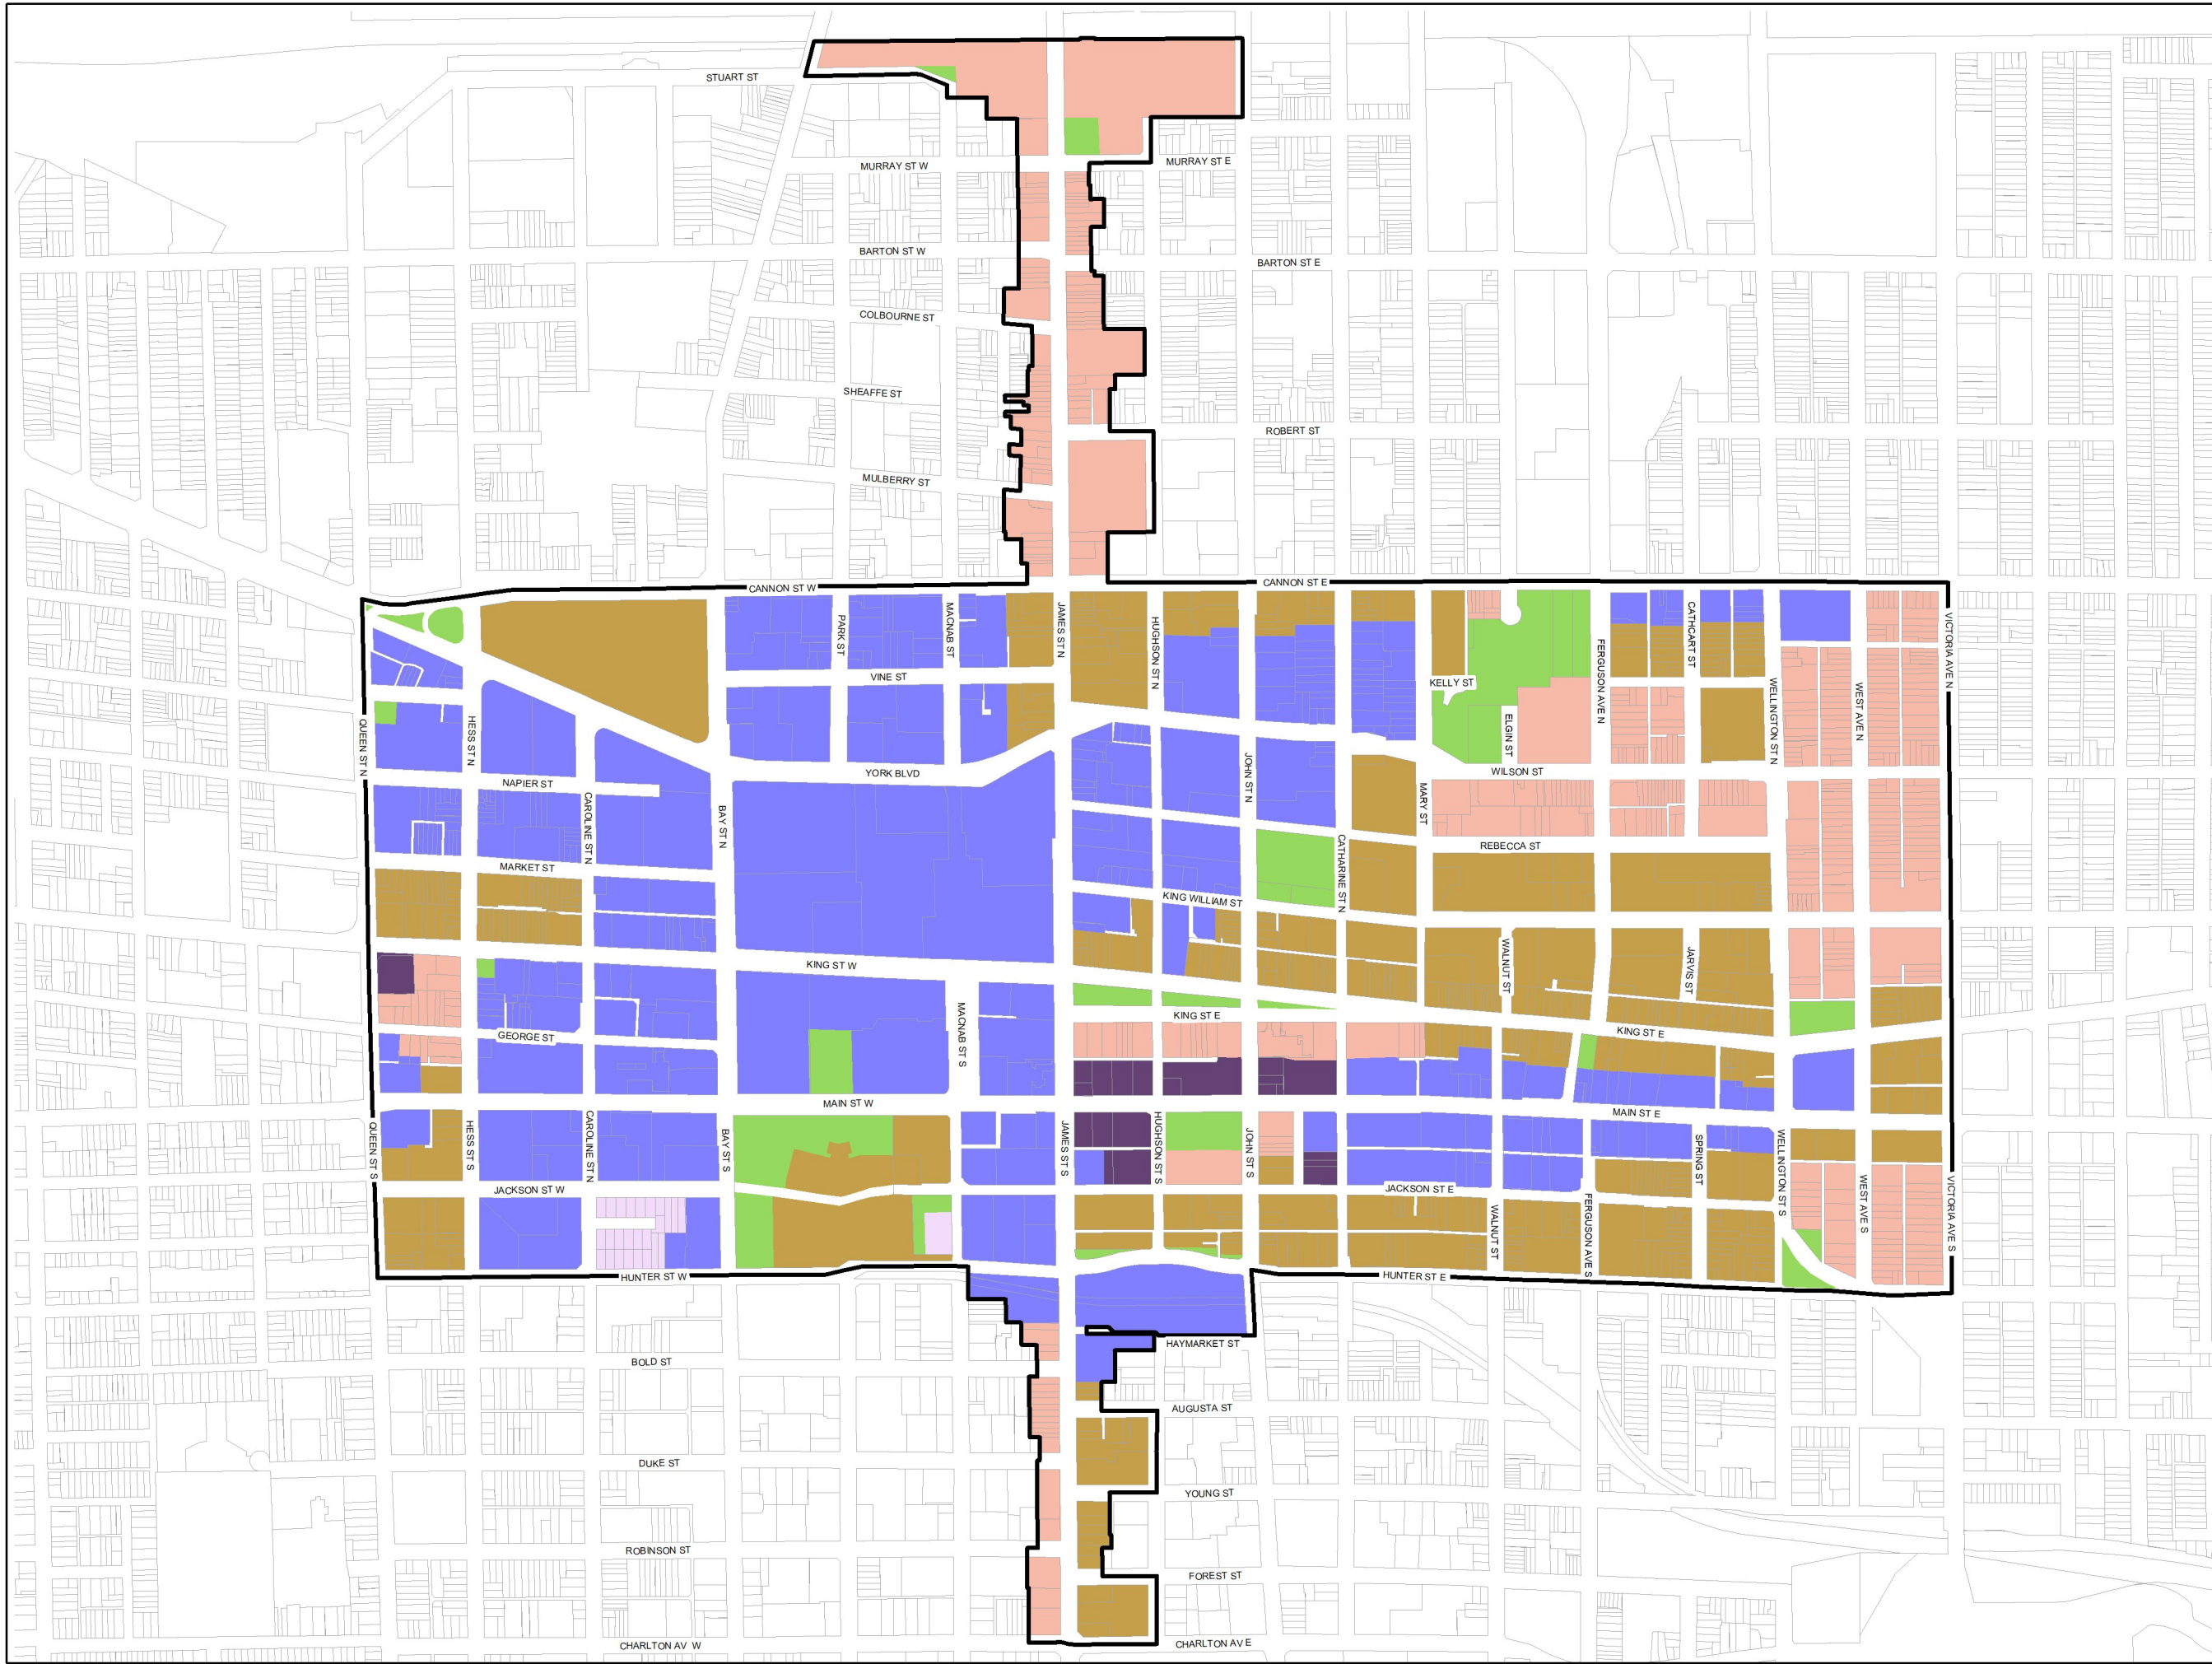 STUART ST
MURRAY ST W
MURRAY ST E
BARTON ST W
BARTON ST E
COLBOURNE ST
SHEAFFE ST
ROBERT ST
MULBERRY ST
CANNON ST W
CANNON ST E
PARK ST
MACNAB ST
JAMES ST N
HUGHSON ST N
CATHCART ST
VICTORIA AVE N
FERGUSON AVE N
VINE ST
KELLY ST
WELLINGTON ST N
WEST AVE N
QUEEN ST N
HESS ST N
ELGIN ST
YORK BLVD
WILSON ST
NAPIER ST
CAROLINE ST N
BAY ST N
JOHN ST N
MARY ST
REBECCA ST
MARKET ST
CATHARINE ST N
KING WILLIAM ST
WALNUT ST
JARVIS ST
KING ST W
MACNAB ST S
KING ST E
KING ST E
GEORGE ST
MAIN ST W
MAIN ST E
QUEEN ST S
HESS ST S
CAROLINE ST N
BAY ST S
JAMES ST S
HUGHSON ST S
JOHN ST S
SPRING ST
WELLINGTON ST S
WEST AVE S
VICTORIA AVE S
JACKSON ST W
JACKSON ST E
WALNUT ST
FERGUSON AVE S
HUNTER ST W
HUNTER ST E
HAYMARKET ST
BOLD ST
AUGUSTA ST
DUKE ST
YOUNG ST
ROBINSON ST
FOREST ST
CHARLTON AV W
CHARLTON AV E